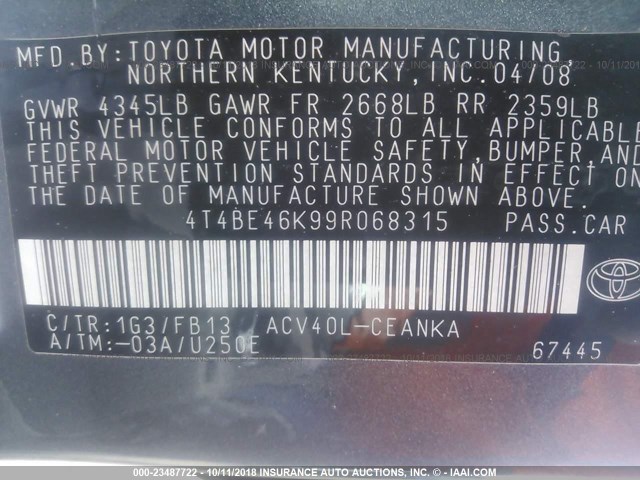 MFD.BY:TOYOTA MOTOR MANUFACTURING,
NORTHERN KENTUCKY,INC.04/08
GVWR 4345LB GAWR FR 2668LB RR 2359LB
THIS VEHICLE CONFORMS TO ALL APPLICABLE
FEDERAL MOTOR VEHICLE SAFETY,BUMPER,AND
THEFT PREVENTION STANDARDS IN EFFECT O
THE DATE OF MANUFACTURE SHOWN ABOVE.
4T4BE46K99R068315 PASS.CAR
TOYOTA
C/TR:1G3/FB13 ACV40L-CEANKA
A/TM:-03A/U250E
67445
000-23487722 - 10/11/2018 INSURANCE AUTO AUCTIONS, INC. - © - IAAI.COM